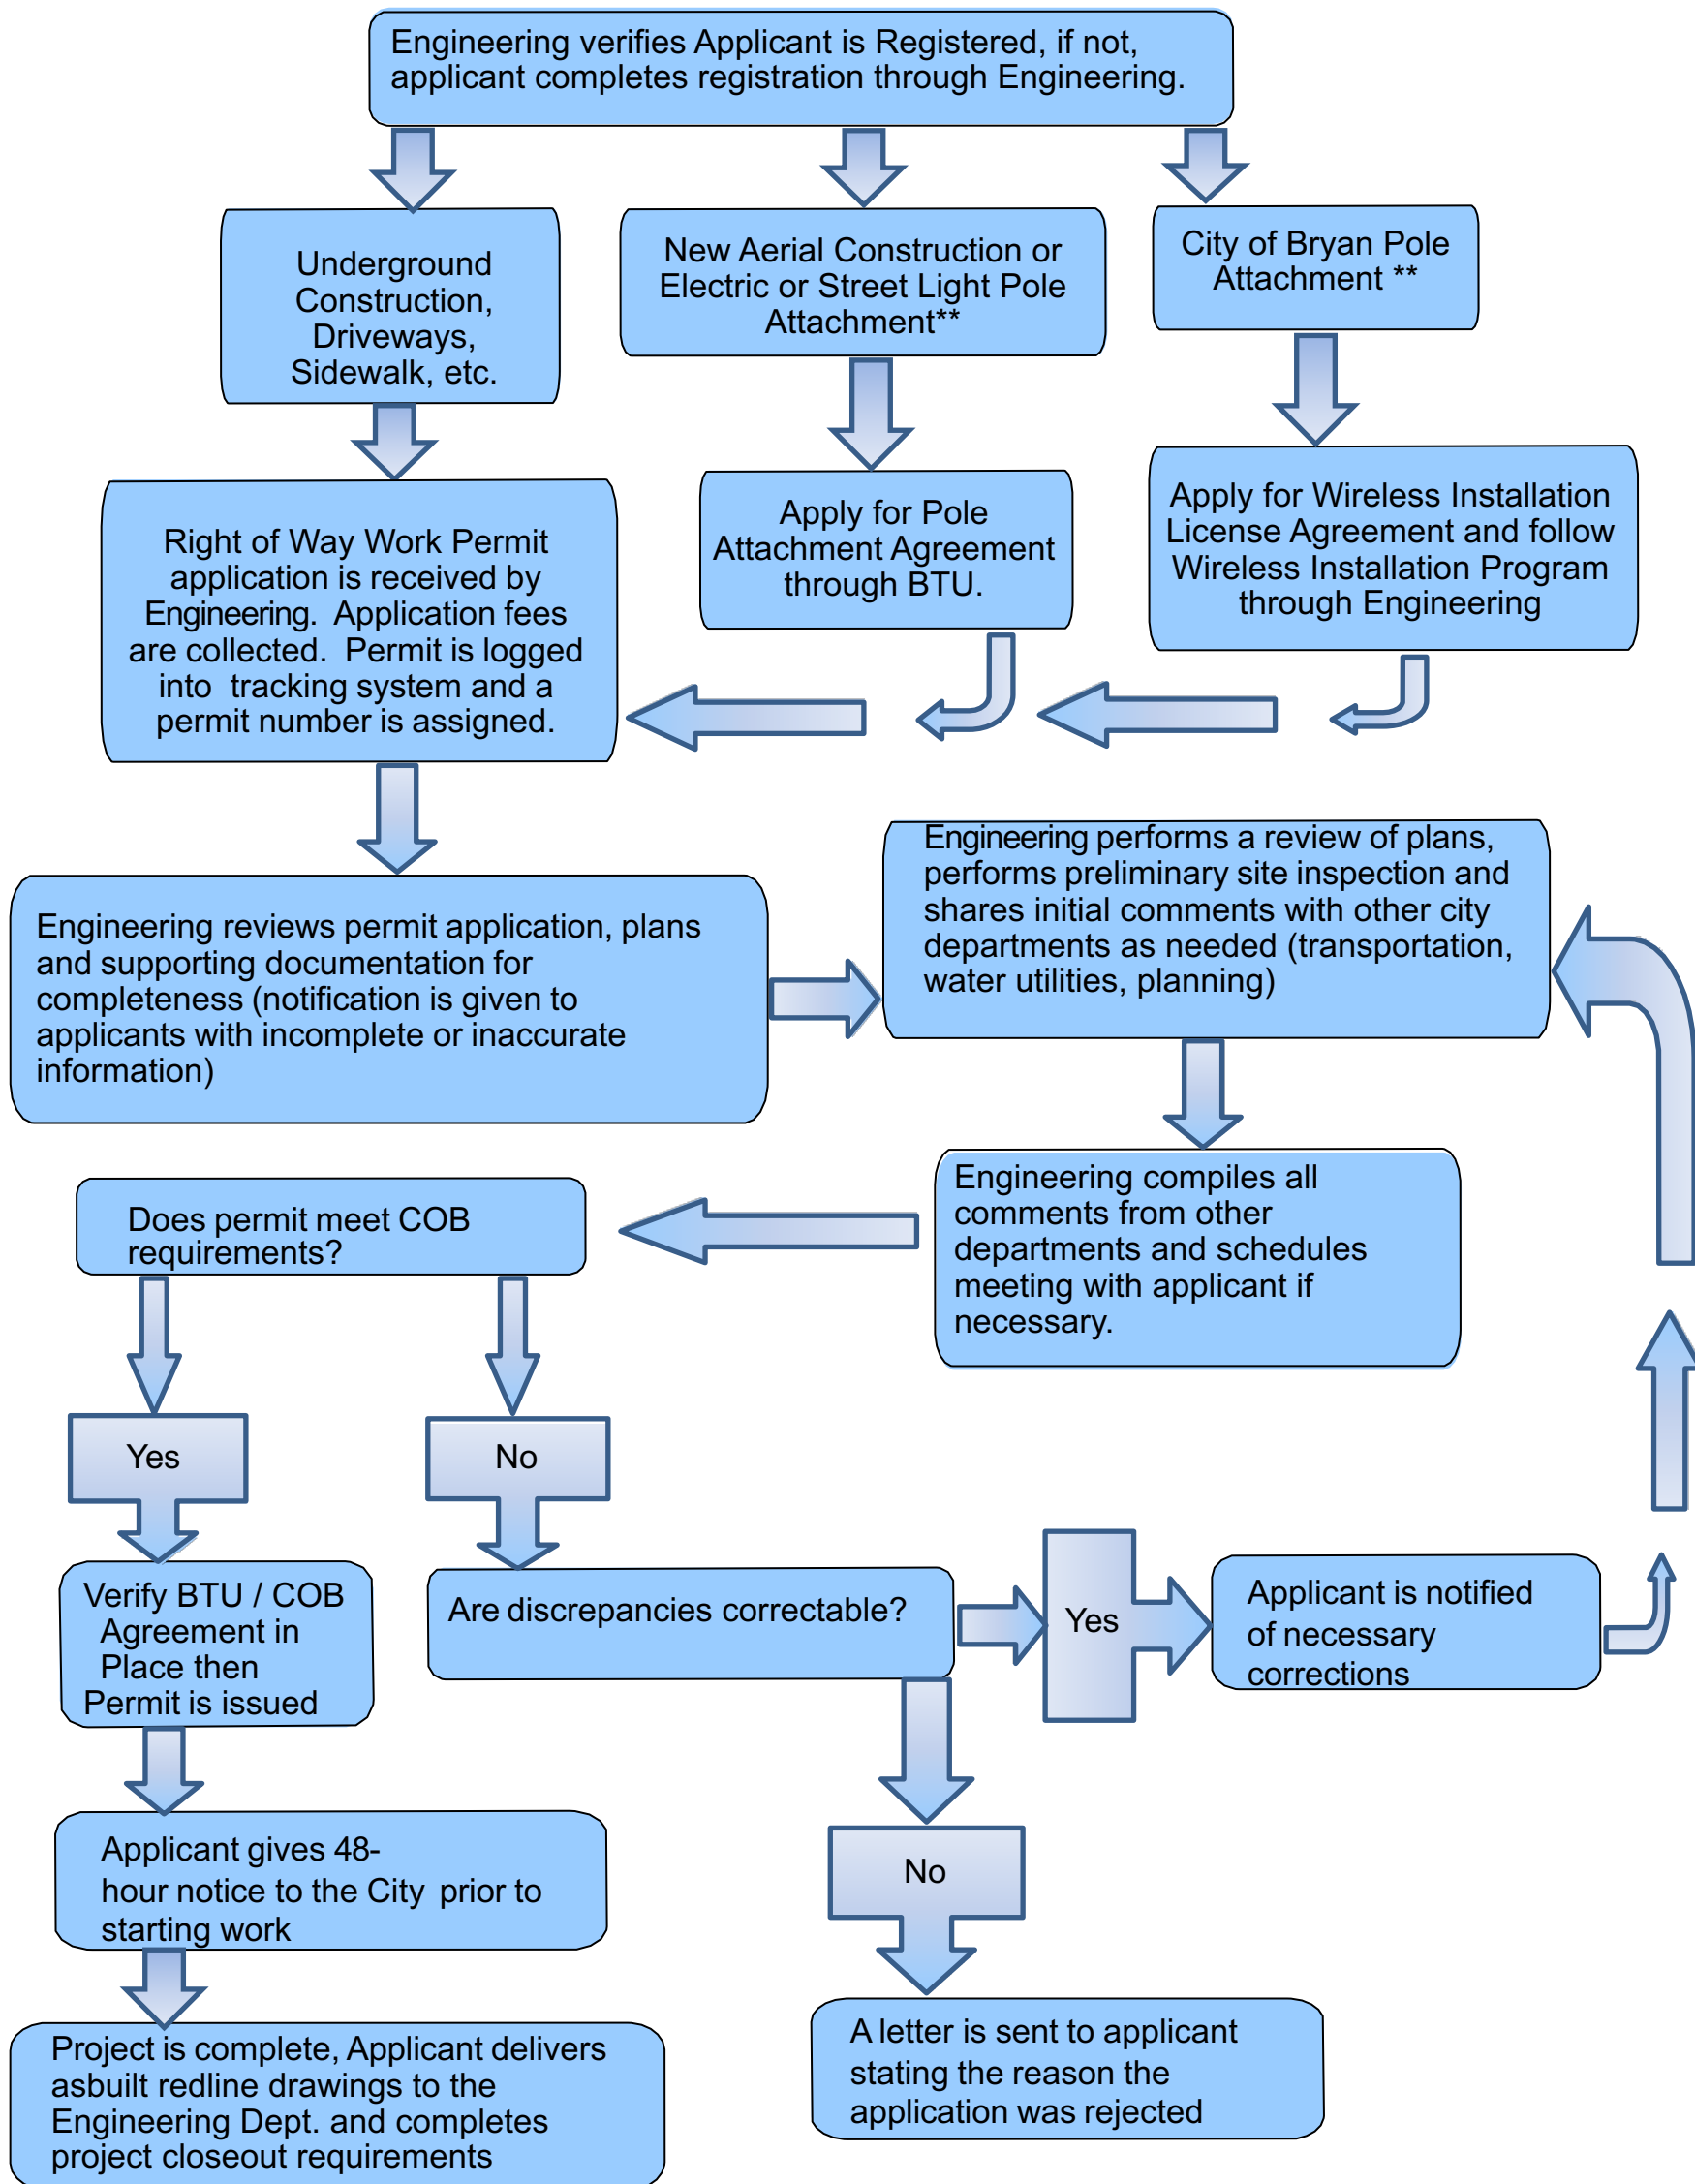 Engineering verifies Applicant is Registered, if not,
applicant completes registration through Engineering.
Underground
Construction,
Driveways,
Sidewalk, etc.
New Aerial Construction or
Electric or Street Light Pole
Attachment**
City of Bryan Pole
Attachment **
Right of Way Work Permit
application is received by
Engineering. Application fees
are collected. Permit is logged
into tracking system and a
permit number is assigned.
Apply for Pole
Attachment Agreement
through BTU.
Apply for Wireless Installation
License Agreement and follow
Wireless Installation Program
through Engineering
Engineering reviews permit application, plans
and supporting documentation for
completeness (notification is given to
applicants with incomplete or inaccurate
information)
Engineering performs a review of plans,
performs preliminary site inspection and
shares initial comments with other city
departments as needed (transportation,
water utilities, planning)
Engineering compiles all
comments from other
departments and schedules
meeting with applicant if
necessary.
Does permit meet COB
requirements?
Yes
No
Verify BTU / COB
Agreement in
Place then
Permit is issued
Are discrepancies correctable?
Yes
Applicant is notified
of necessary
corrections
Applicant gives 48-
hour notice to the City prior to
starting work
No
Project is complete, Applicant delivers
asbuilt redline drawings to the
Engineering Dept. and completes
project closeout requirements
A letter is sent to applicant
stating the reason the
application was rejected